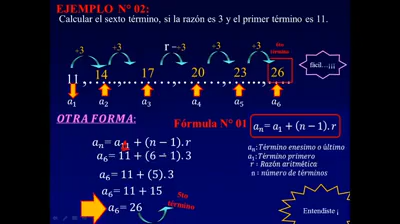 EJEMPLO N° 02:
Calcular el sexto término, si la razón es 3 y el primer término es 11.
+3 +3 r=+3 +3 +3 6to término
11, 14 17 20 23 26
a₁ a₂ a₃ a₄ a₅ a₆
fácil...¡¡¡
OTRA FORMA:
Fórmula N° 01
aₙ = a₁ + (n − 1).r
aₙ = a₁ + (n − 1).r
a₆ = 11 + (6 − 1).3
a₆ = 11 + (5).3
a₆ = 11 + 15
a₆ = 26
5to término
aₙ: Término enesimo o último
a₁: Término primero
r : Razón aritmética
n : número de términos
Entendiste ¡